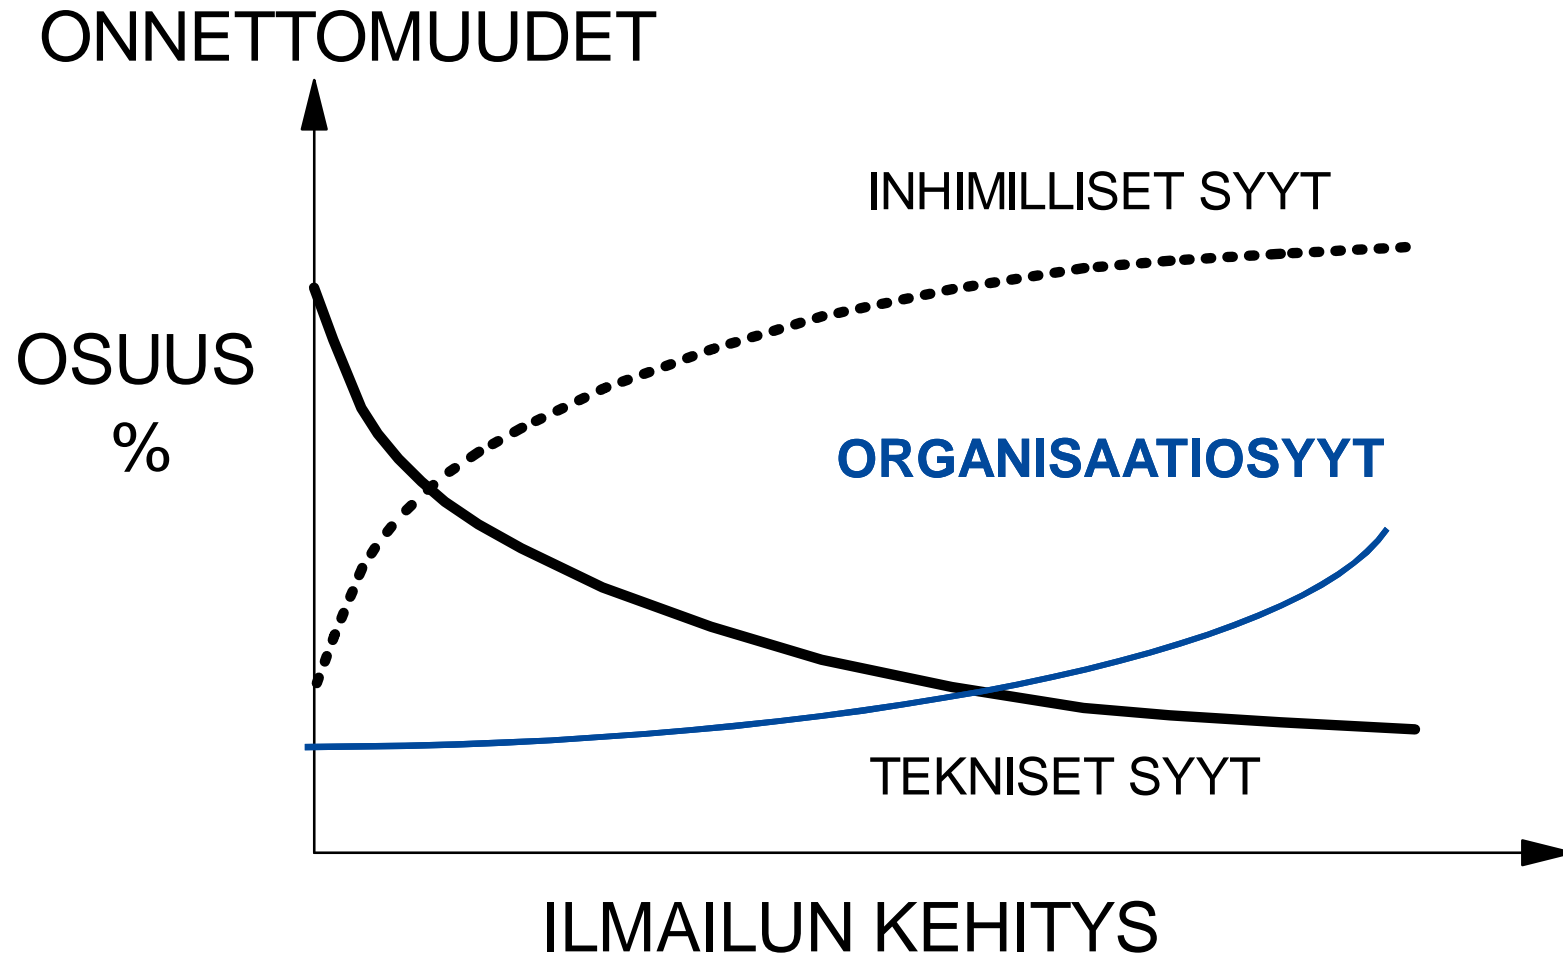 ONNETTOMUUDET
INHIMILLISET SYYT
OSUUS
%
ORGANISAATIOSYYT
TEKNISET SYYT
ILMAILUN KEHITYS